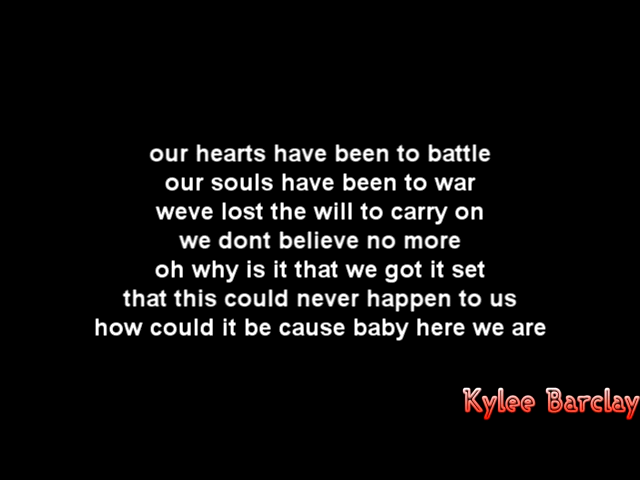 our hearts have been to battle
our souls have been to war
weve lost the will to carry on
we dont believe no more
oh why is it that we got it set
that this could never happen to us
how could it be cause baby here we are
Kylee Barclay